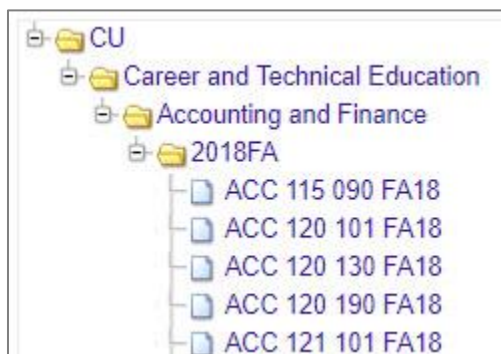 CU
Career and Technical Education
Accounting and Finance
2018FA
ACC 115 090 FA18
ACC 120 101 FA18
ACC 120 130 FA18
ACC 120 190 FA18
ACC 121 101 FA18